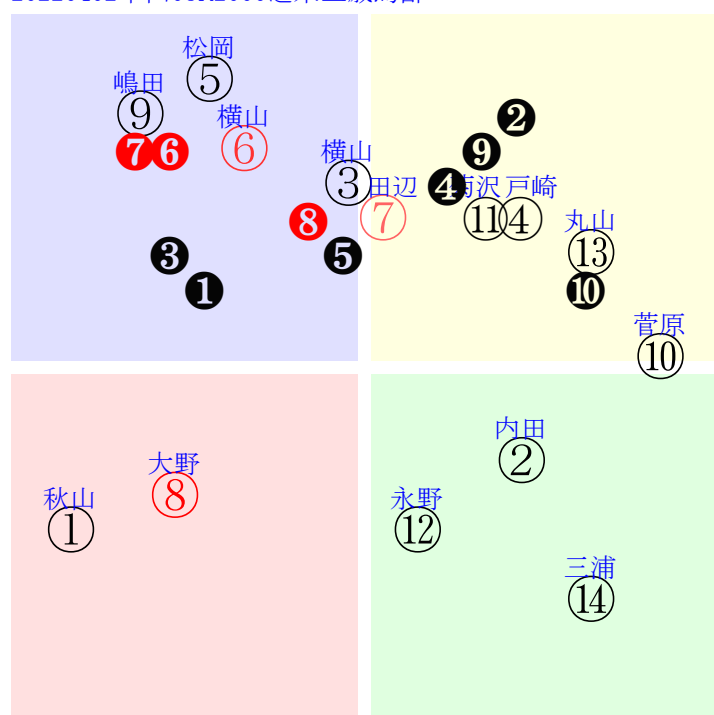 松岡
⑤
嶋田
⑨
横山
⑥
❷
❼❻
❾
横山
③
❹
田辺
⑦
沢
⑪
戸崎
④
❽
丸山
⑬
❸
❺
❶
❿
菅原
⑩
内田
②
大野
⑧
秋山
①
永野
⑫
三浦
⑭